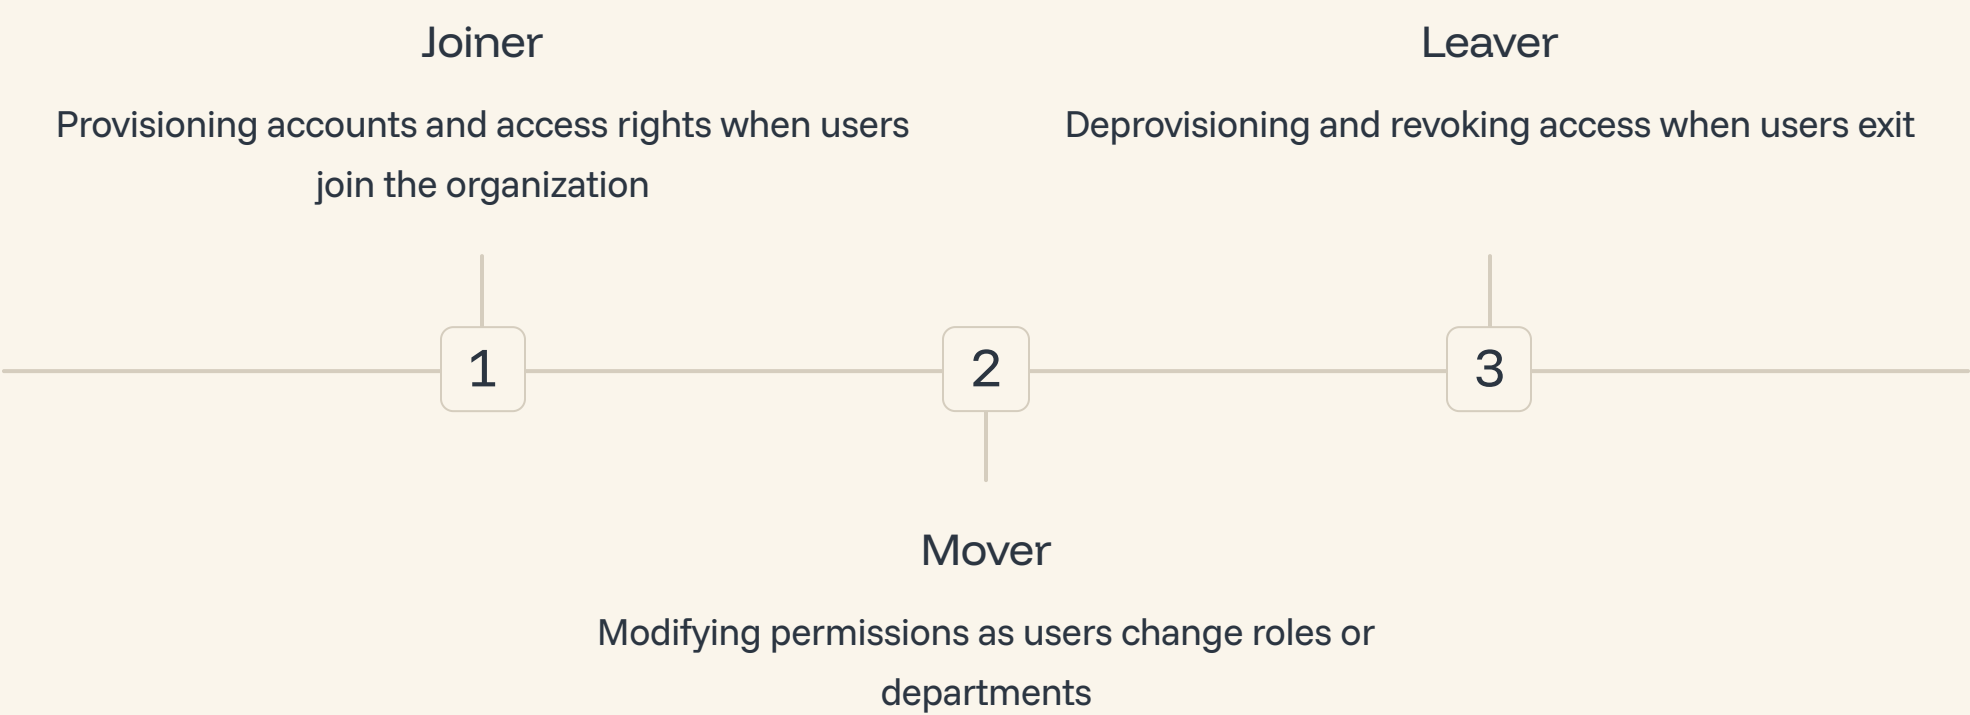 Joiner
Provisioning accounts and access rights when users
join the organization
Leaver
Deprovisioning and revoking access when users exit
1
2
3
Mover
Modifying permissions as users change roles or
departments